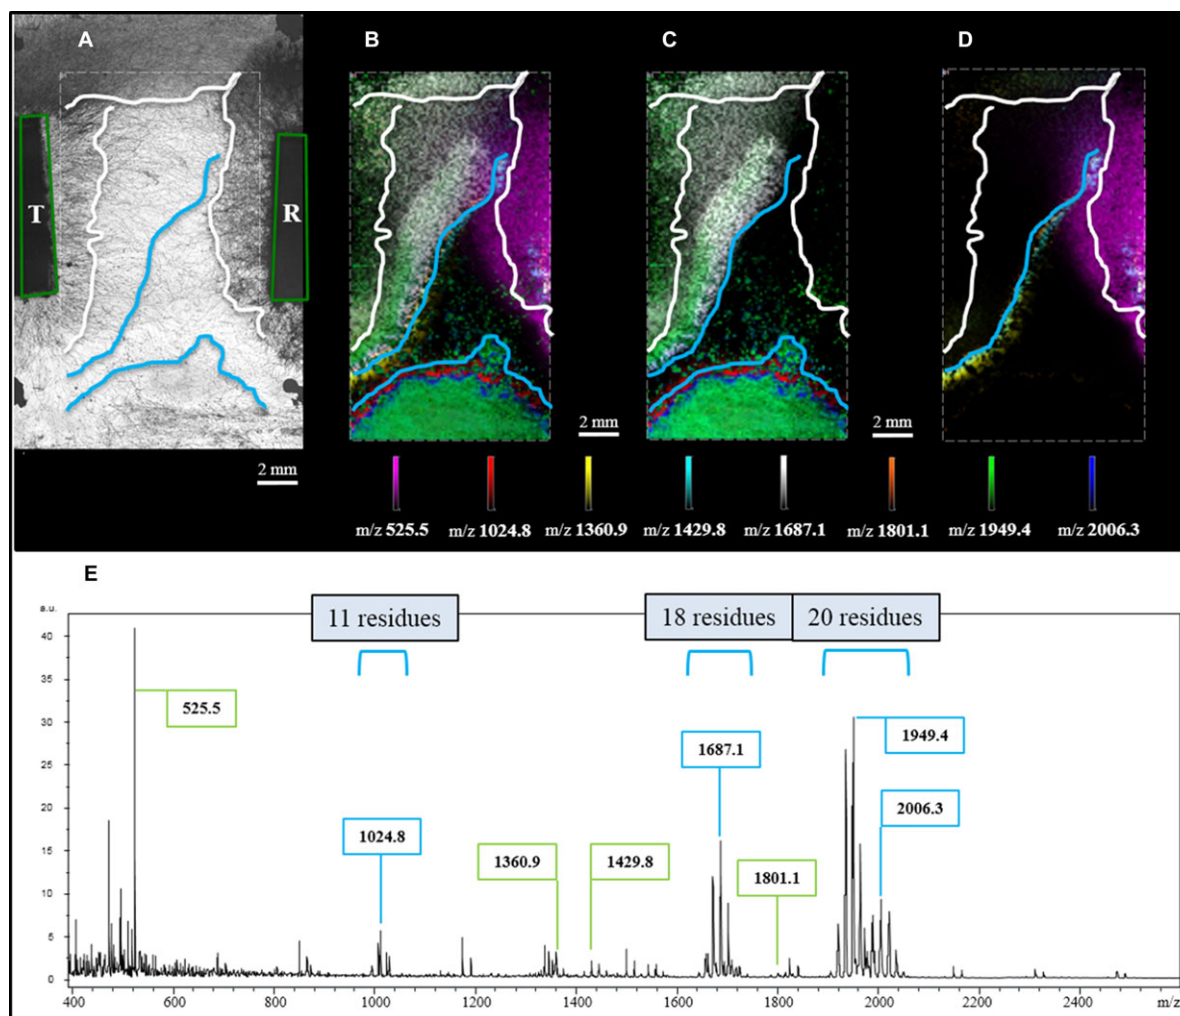 A
B
C
D
T
R
2 mm
2 mm
2 mm
m/z 525.5
m/z 1024.8
m/z 1360.9
m/z 1429.8
m/z 1687.1
m/z 1801.1
m/z 1949.4
m/z 2006.3
E
a.u.
11 residues
18 residues
20 residues
40
35
30
25
20
15
10
5
0
525.5
1024.8
1360.9
1429.8
1687.1
1801.1
1949.4
2006.3
400
600
800
1000
1200
1400
1600
1800
2000
2200
2400
m/z